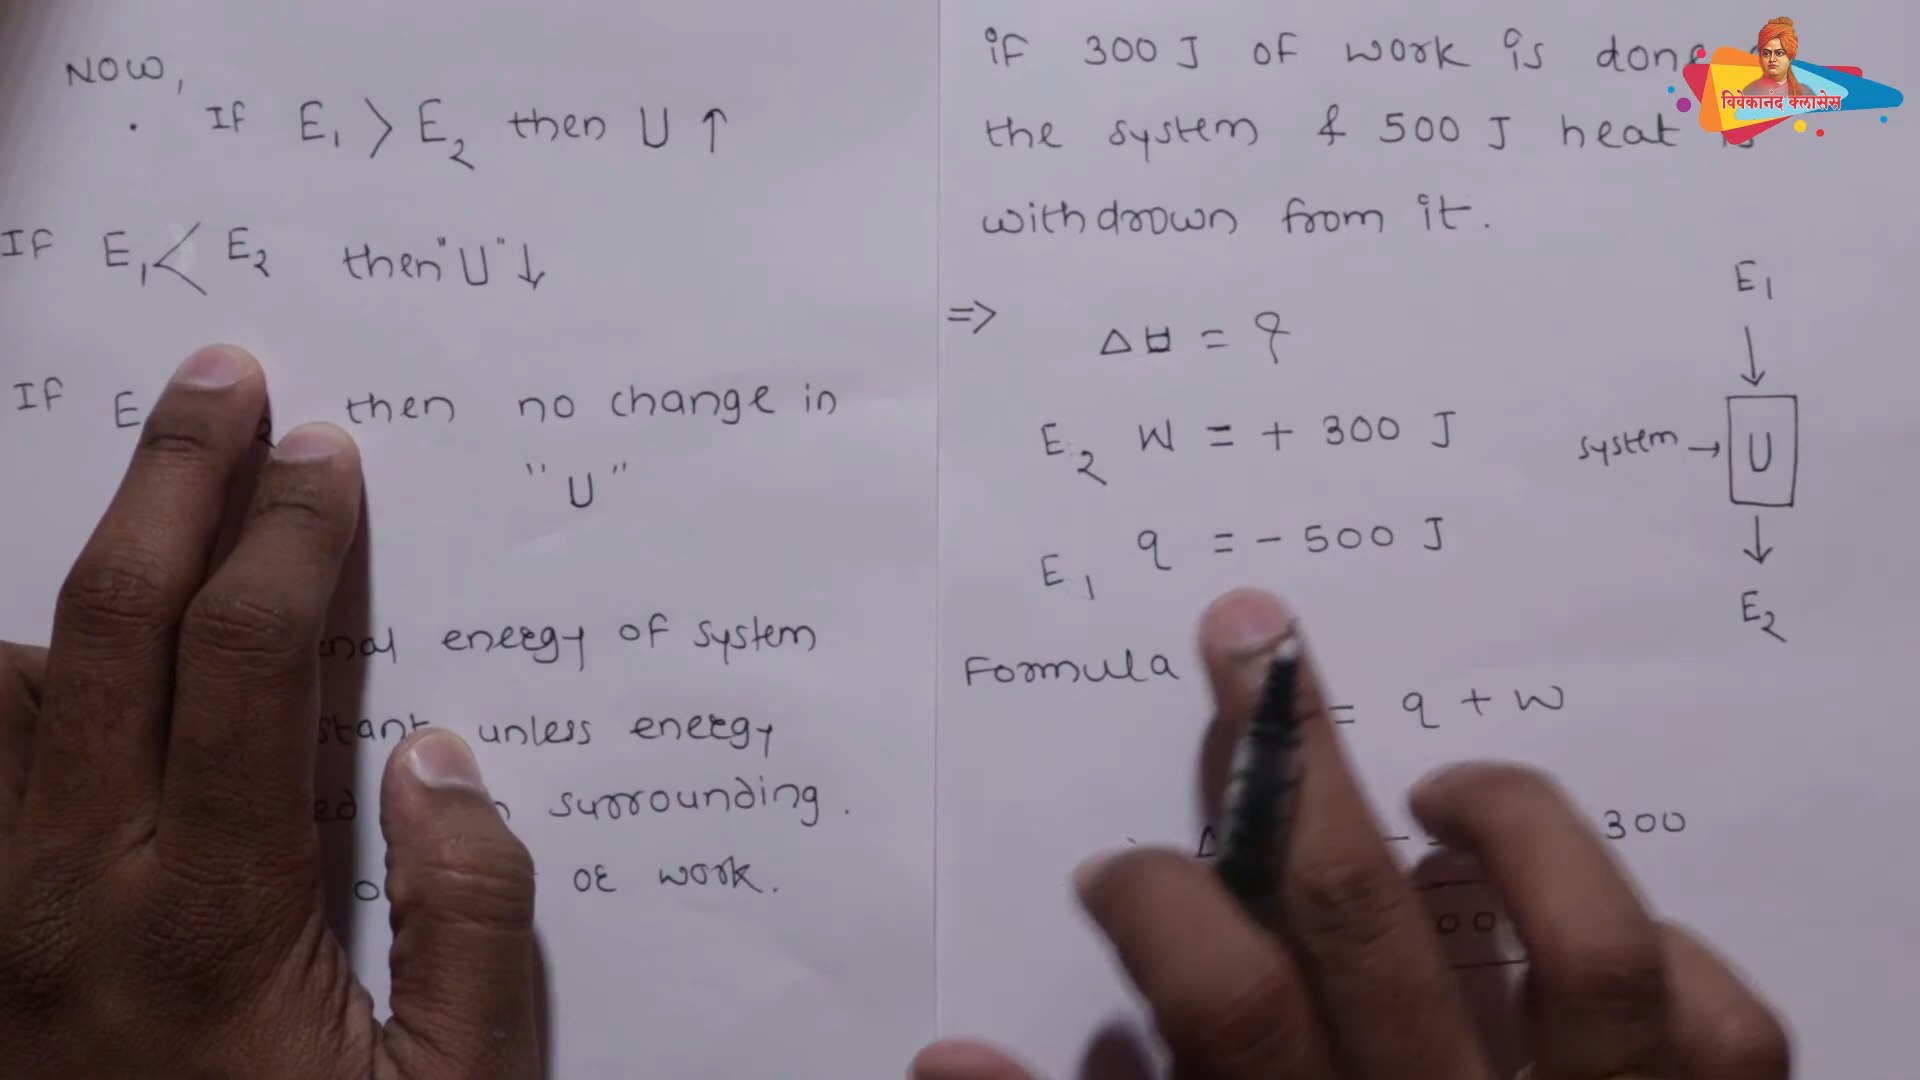 NOW,
. If E1 > E2 then U ↑
If E1 < E2 then "U" ↓
If E then no change in
"U"
energy of system
unless energy
surrounding.
or work.
if 300 J of work is done
the system & 500 J heat
withdrown from it.
E1
=> ΔU = ?
E2 W = + 300 J
system → U
E1 q = - 500 J
E2
Formula = q + w
300
विवेकानंद क्लासेस